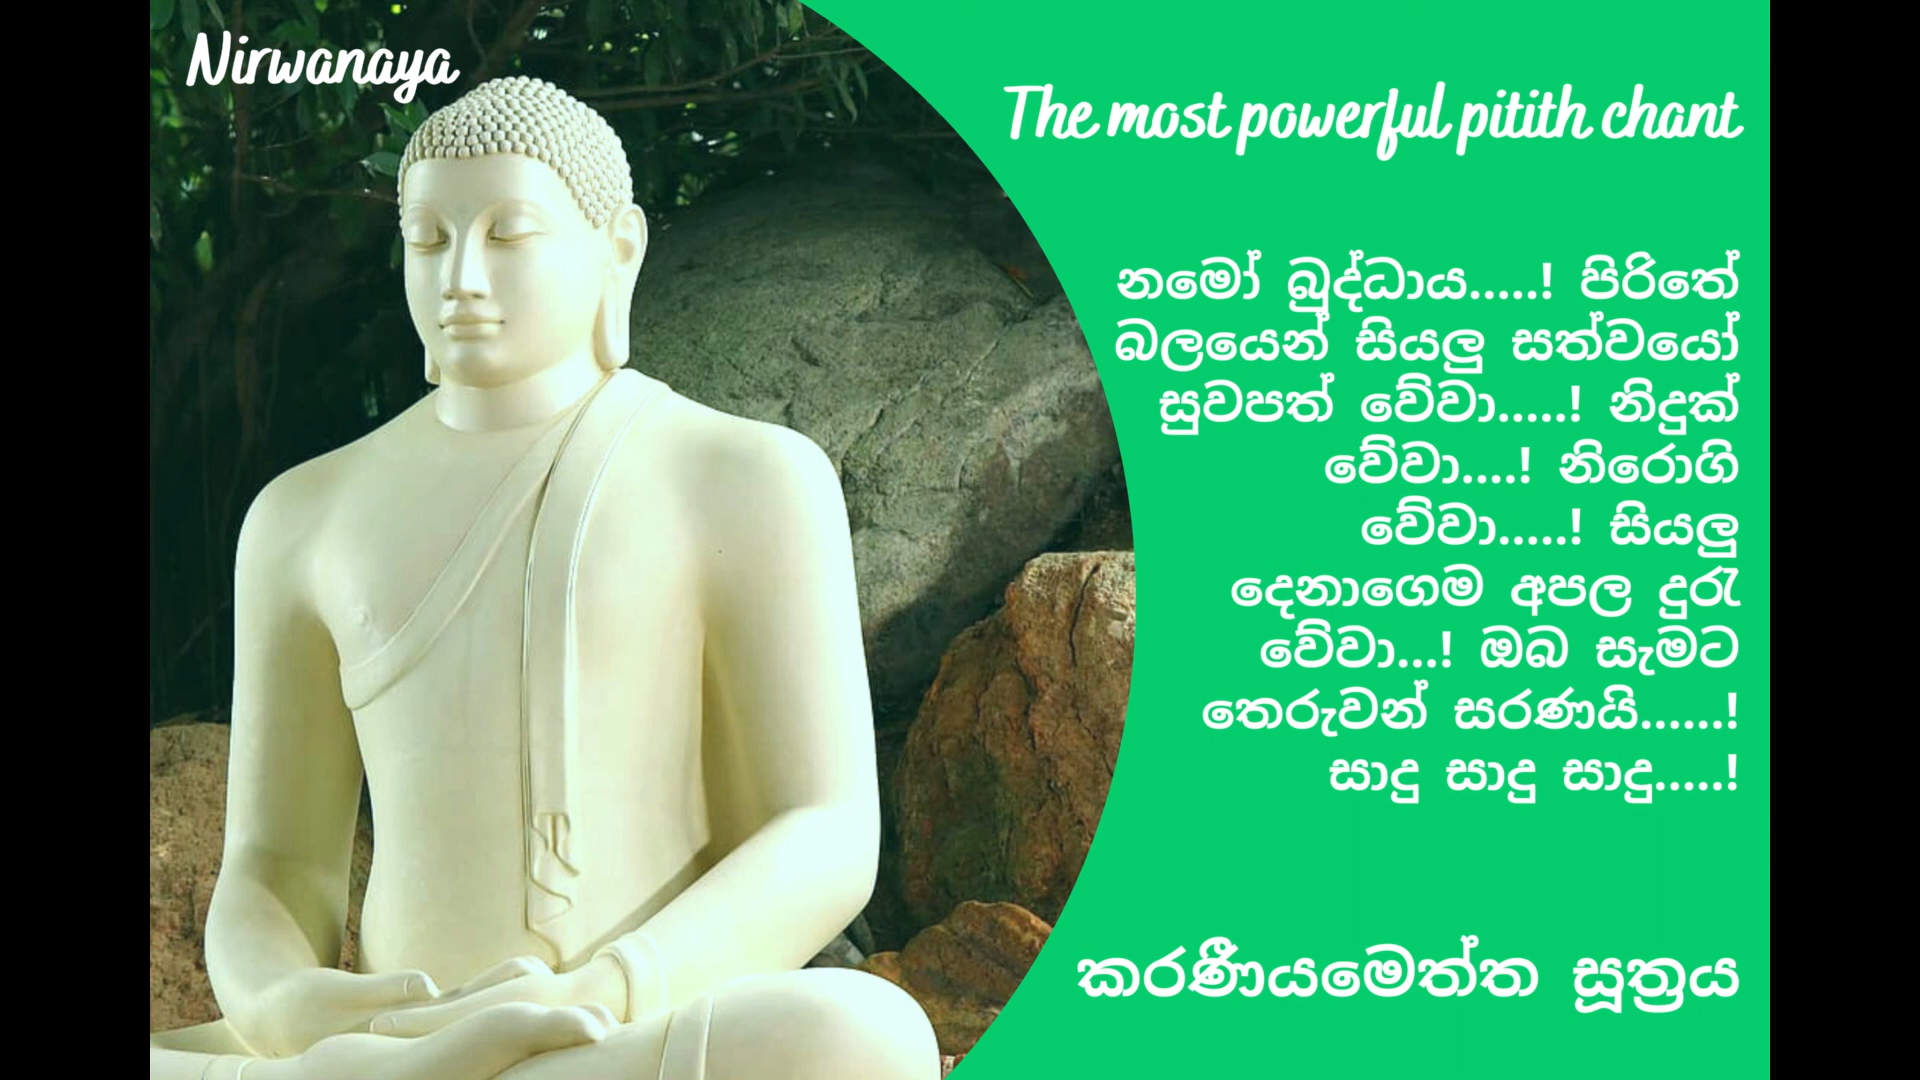 Nirwanaya
The most powerful pitith chant
නමෝ බුද්ධාය.....! පිරිතේ
බලයෙන් සියලු සත්වයෝ
සුවපත් වේවා.....! නිදුක්
වේවා....! නිරොගි
වේවා.....! සියලු
දෙනාගෙම අපල දුරැ
වේවා...! ඔබ සැමට
තෙරුවන් සරණයි......!
සාදු සාදු සාදු.....!
කරණීයමෙත්ත සූත්‍රය